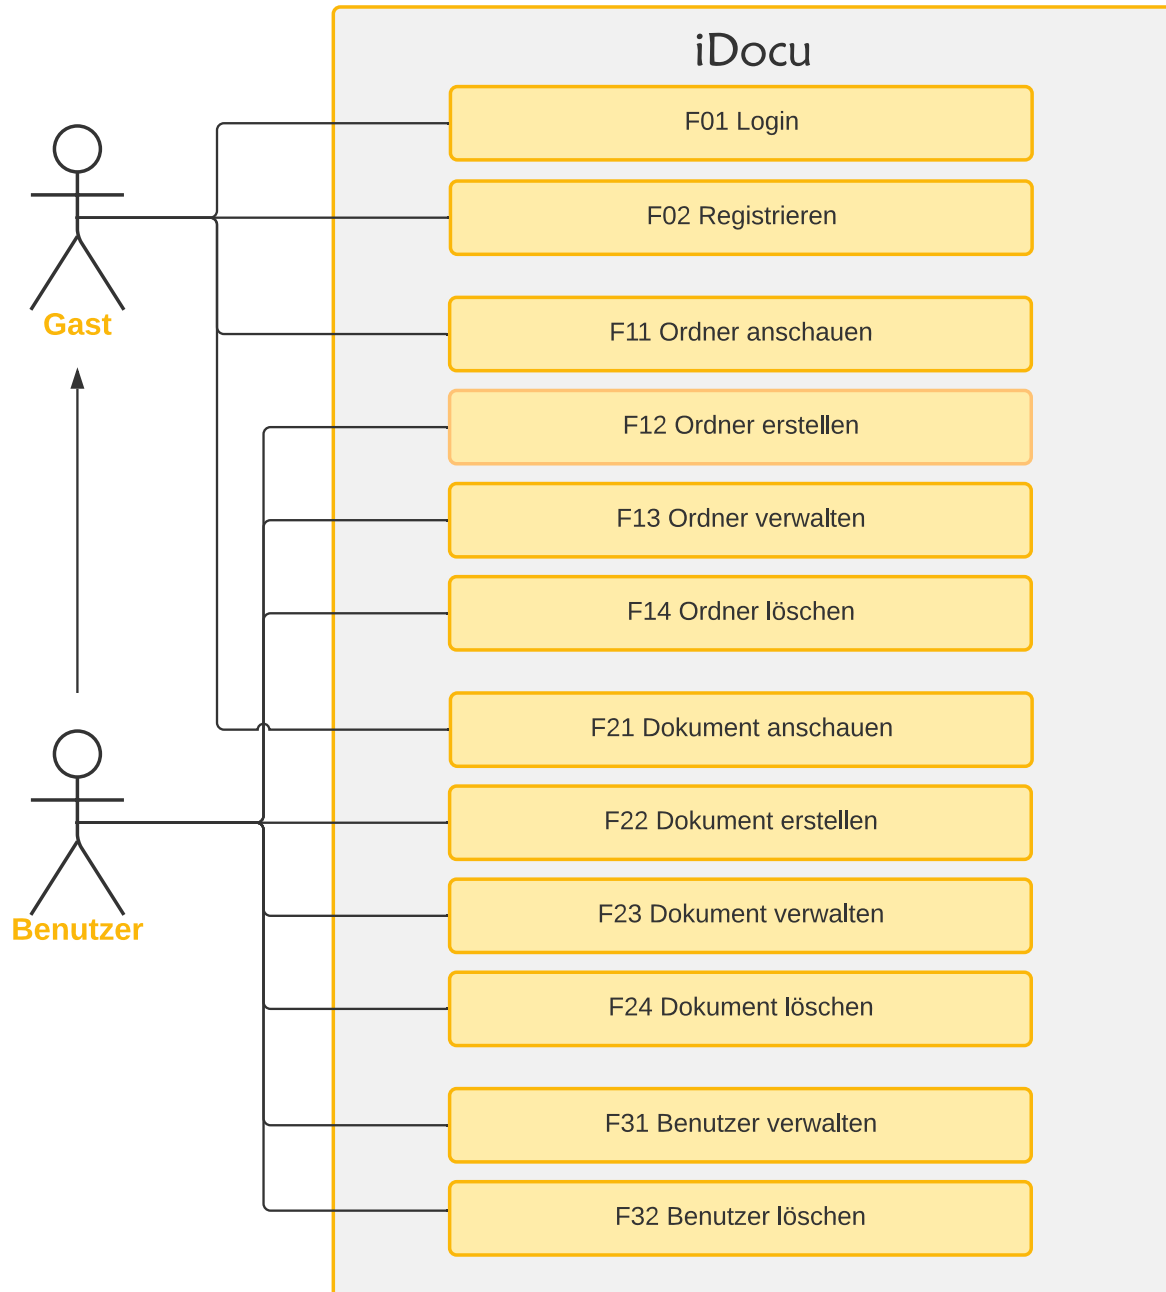 iDocu
F01 Login
F02 Registrieren
Gast
F11 Ordner anschauen
F12 Ordner erstellen
F13 Ordner verwalten
F14 Ordner löschen
F21 Dokument anschauen
F22 Dokument erstellen
F23 Dokument verwalten
Benutzer
F24 Dokument löschen
F31 Benutzer verwalten
F32 Benutzer löschen